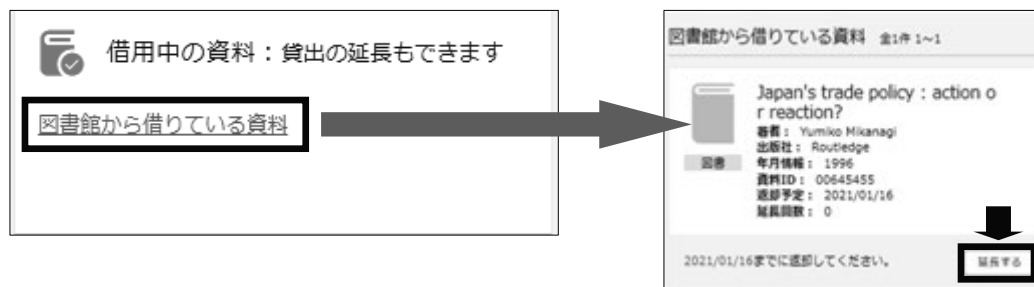 借用中の資料：貸出の延長もできます
図書館から借りている資料
図書館から借りている資料 全1件 1~1
Japan's trade policy : action o
r reaction?
著者： Yumiko Mikanagi
出版社： Routledge
図書
年月情報： 1996
資料ID： 00645455
返却予定： 2021/01/16
延長回数： 0
2021/01/16までに返却してください。
延長する